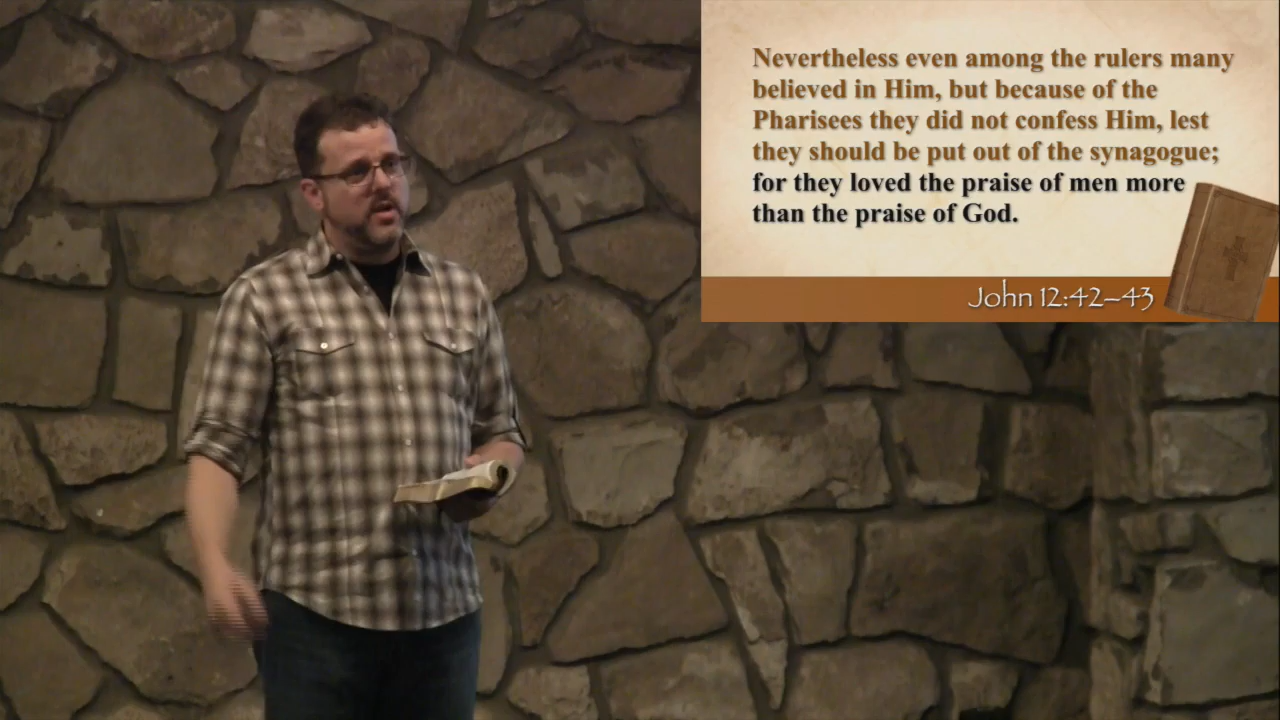 Nevertheless even among the rulers many
believed in Him, but because of the
Pharisees they did not confess Him, lest
they should be put out of the synagogue;
for they loved the praise of men more
than the praise of God.
John 12:42–43